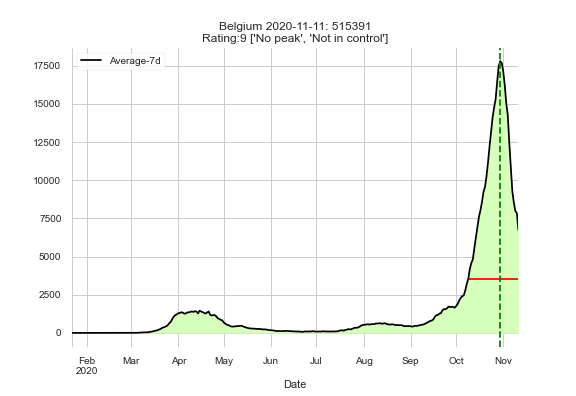 Belgium 2020-11-11: 515391
Rating:9 ['No peak', 'Not in control']
Average-7d
17500
15000
12500
10000
7500
5000
2500
0
Feb Mar Apr May Jun Jul Aug Sep Oct Nov
2020
Date